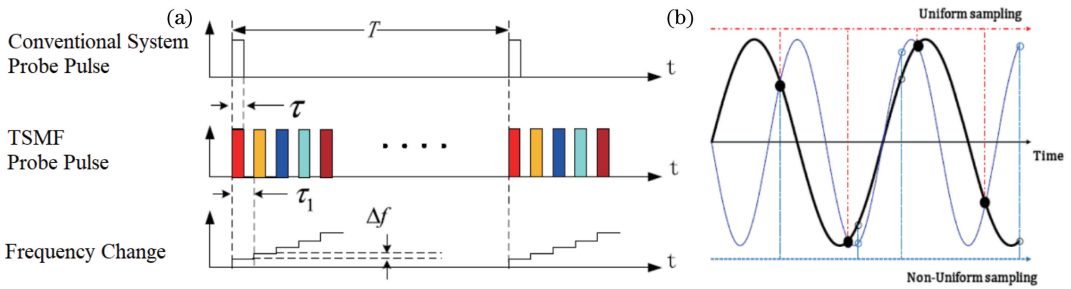 (a)
Conventional System
Probe Pulse
T
t
τ
TSMF
Probe Pulse
t
τ1
Δf
Frequency Change
t
(b)
Uniform sampling
Time
Non-Uniform sampling